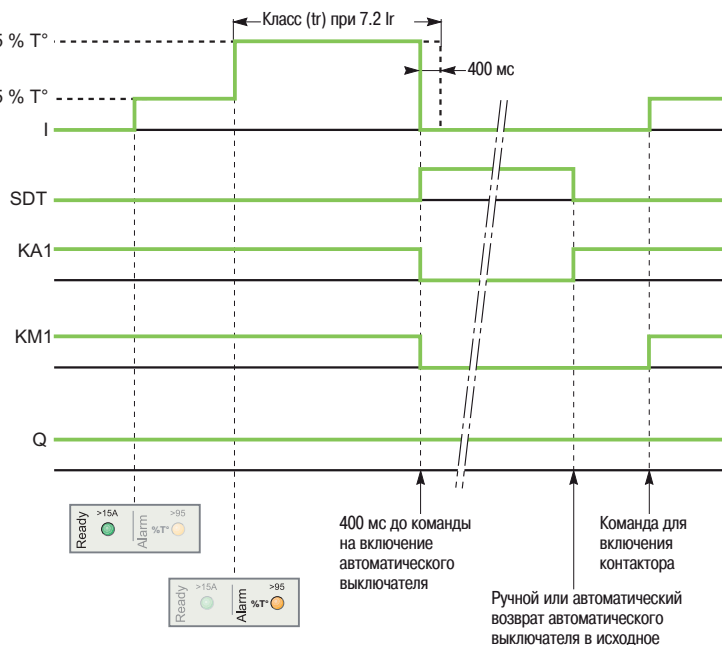 Класс (tr) при 7.2 Ir
5 % T°
400 мс
5 % T°
I
SDT
KA1
KM1
Q
Ready
>15A
Alarm
%T°
>95
400 мс до команды
на включение
автоматического
выключателя
Команда для
включения
контактора
Ready
>15A
Alarm
%T°
>95
Ручной или автоматический
возврат автоматического
выключателя в исходное